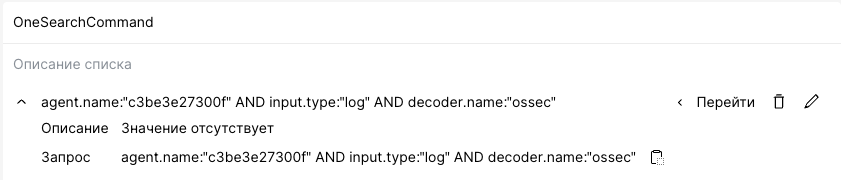 OneSearchCommand
Описание списка
agent.name:"c3be3e27300f" AND input.type:"log" AND decoder.name:"ossec" Перейти
Описание Значение отсутствует
Запрос agent.name:"c3be3e27300f" AND input.type:"log" AND decoder.name:"ossec"